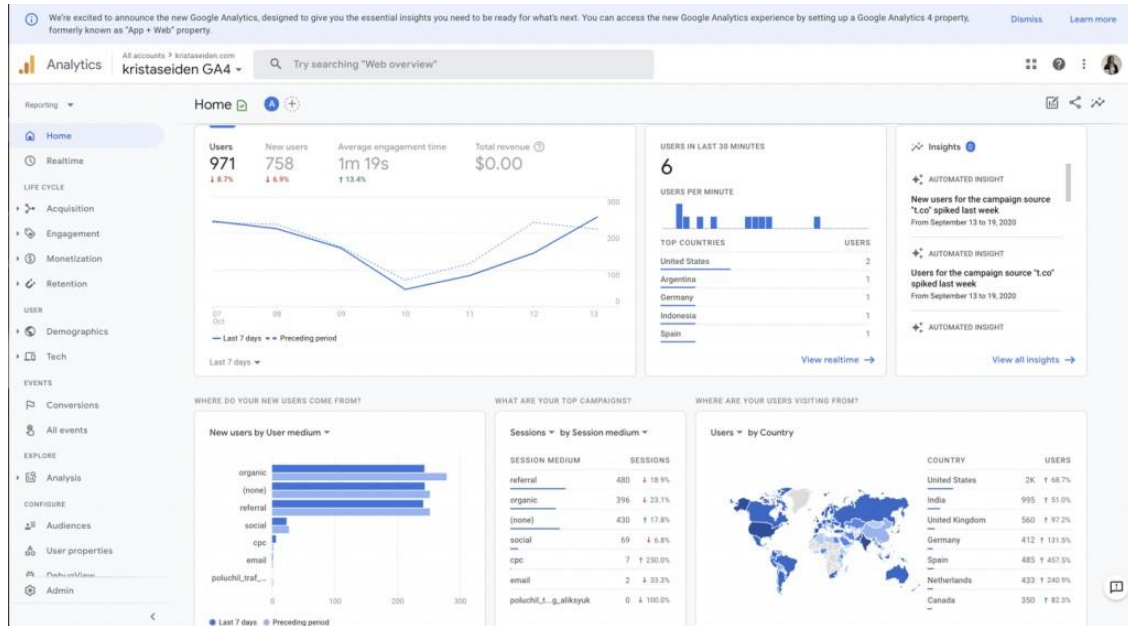 We're excited to announce the new Google Analytics, designed to give you the essential insights you need to be ready for what's next. You can access the new Google Analytics experience by setting up a Google Analytics 4 property,
formerly known as "App + Web" property.
Dismiss
Learn more
Analytics
All accounts > kristaseiden.com
kristaseiden GA4
Try searching "Web overview"
Reporting
Home
Realtime
LIFE CYCLE
Acquisition
Engagement
Monetization
Retention
USER
Demographics
Tech
EVENTS
Conversions
All events
EXPLORE
Analysis
CONFIGURE
Audiences
User properties
DebugView
Admin
Home
A
Users
971
↓ 8.7%
New users
758
↓ 6.9%
Average engagement time
1m 19s
↑ 13.4%
Total revenue
$0.00
300
200
100
0
07 08 09 10 11 12 13
Oct
Last 7 days Preceding period
Last 7 days
USERS IN LAST 30 MINUTES
6
USERS PER MINUTE
TOP COUNTRIES USERS
United States 2
Argentina 1
Germany 1
Indonesia 1
Spain 1
View realtime →
Insights
AUTOMATED INSIGHT
New users for the campaign source
"t.co" spiked last week
From September 13 to 19, 2020
AUTOMATED INSIGHT
Users for the campaign source "t.co"
spiked last week
From September 13 to 19, 2020
AUTOMATED INSIGHT
View all insights →
WHERE DO YOUR NEW USERS COME FROM?
New users by User medium
organic
(none)
referral
social
cpc
email
poluchil_traf_...
0 100 200 300
Last 7 days Preceding period
WHAT ARE YOUR TOP CAMPAIGNS?
Sessions by Session medium
SESSION MEDIUM SESSIONS
referral 480 ↓ 18.9%
organic 396 ↓ 23.1%
(none) 430 ↑ 17.8%
social 69 ↓ 6.8%
cpc 7 ↑ 250.0%
email 2 ↓ 33.3%
poluchil_t...g_aliksyuk 0 ↓ 100.0%
WHERE ARE YOUR USERS VISITING FROM?
Users by Country
COUNTRY USERS
United States 2K ↑ 68.7%
India 995 ↑ 51.0%
United Kingdom 560 ↑ 97.2%
Germany 412 ↑ 131.5%
Spain 485 ↑ 457.5%
Netherlands 433 ↑ 240.9%
Canada 350 ↑ 82.3%